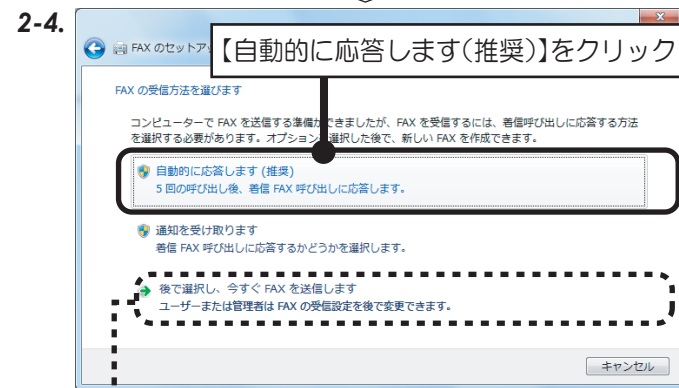 2-4.
FAX のセットア
【自動的に応答します(推奨)】をクリック
FAX の受信方法を選びます
コンピューターで FAX を送信する準備ができましたが、FAX を受信するには、着信呼び出しに応答する方法
を選択する必要があります。オプションを選択した後で、新しい FAX を作成できます。
自動的に応答します (推奨)
5 回の呼び出し後、着信 FAX 呼び出しに応答します。
通知を受け取ります
着信 FAX 呼び出しに応答するかどうかを選択します。
後で選択し、今すぐ FAX を送信します
ユーザーまたは管理者は FAX の受信設定を後で変更できます。
キャンセル